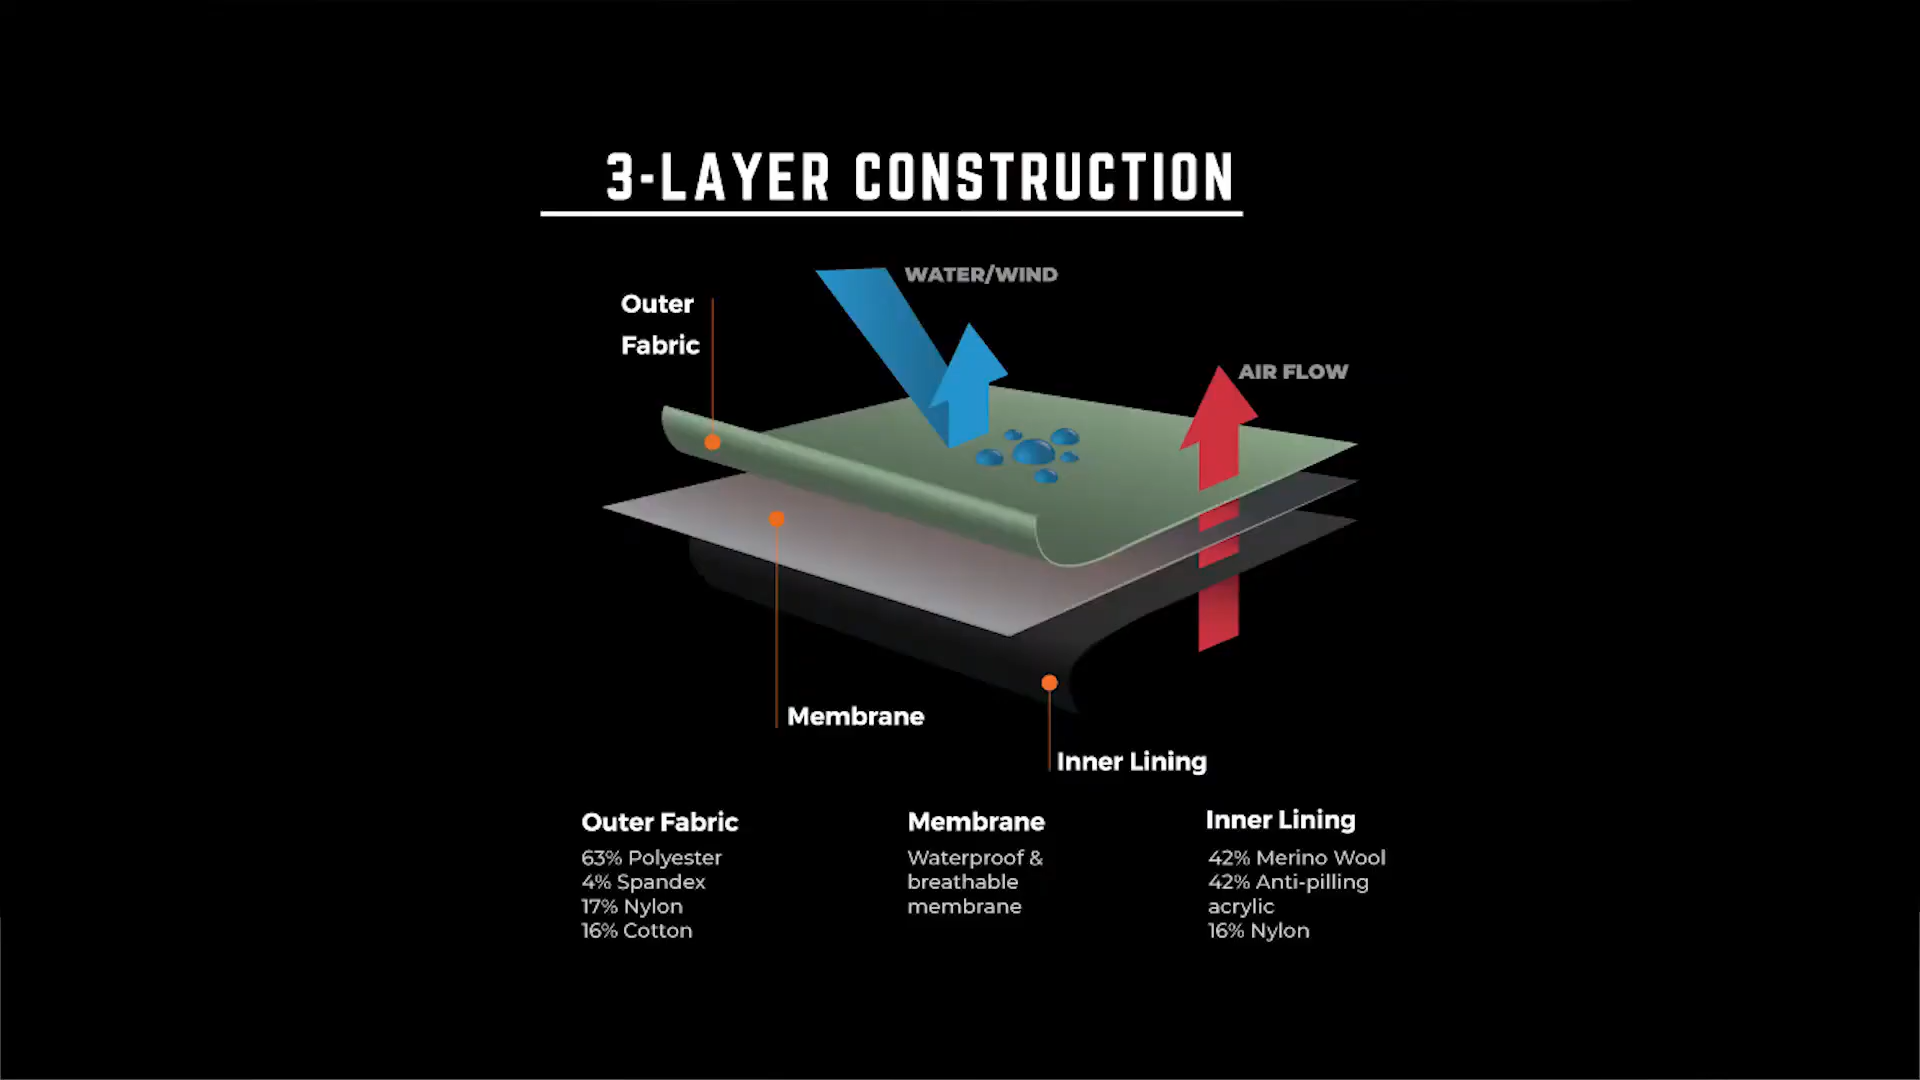 3-LAYER CONSTRUCTION
WATER/WIND
Outer
Fabric
AIR FLOW
Membrane
Inner Lining
Outer Fabric
63% Polyester
4% Spandex
17% Nylon
16% Cotton
Membrane
Waterproof &
breathable
membrane
Inner Lining
42% Merino Wool
42% Anti-pilling
acrylic
16% Nylon